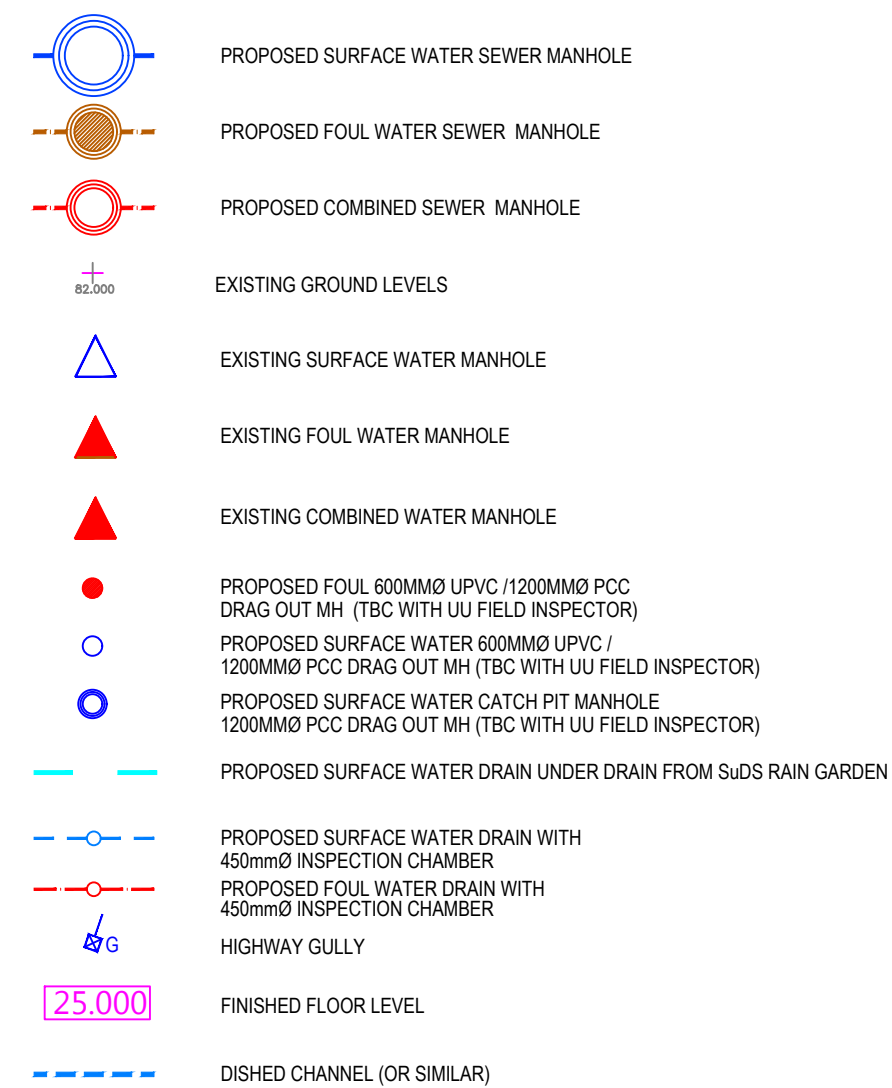 PROPOSED SURFACE WATER SEWER MANHOLE
PROPOSED FOUL WATER SEWER MANHOLE
PROPOSED COMBINED SEWER MANHOLE
82.000
EXISTING GROUND LEVELS
EXISTING SURFACE WATER MANHOLE
EXISTING FOUL WATER MANHOLE
EXISTING COMBINED WATER MANHOLE
PROPOSED FOUL 600MMØ UPVC /1200MMØ PCC
DRAG OUT MH (TBC WITH UU FIELD INSPECTOR)
PROPOSED SURFACE WATER 600MMØ UPVC /
1200MMØ PCC DRAG OUT MH (TBC WITH UU FIELD INSPECTOR)
PROPOSED SURFACE WATER CATCH PIT MANHOLE
1200MMØ PCC DRAG OUT MH (TBC WITH UU FIELD INSPECTOR)
PROPOSED SURFACE WATER DRAIN UNDER DRAIN FROM SuDS RAIN GARDEN
PROPOSED SURFACE WATER DRAIN WITH
450mmØ INSPECTION CHAMBER
PROPOSED FOUL WATER DRAIN WITH
450mmØ INSPECTION CHAMBER
G
HIGHWAY GULLY
25.000
FINISHED FLOOR LEVEL
DISHED CHANNEL (OR SIMILAR)